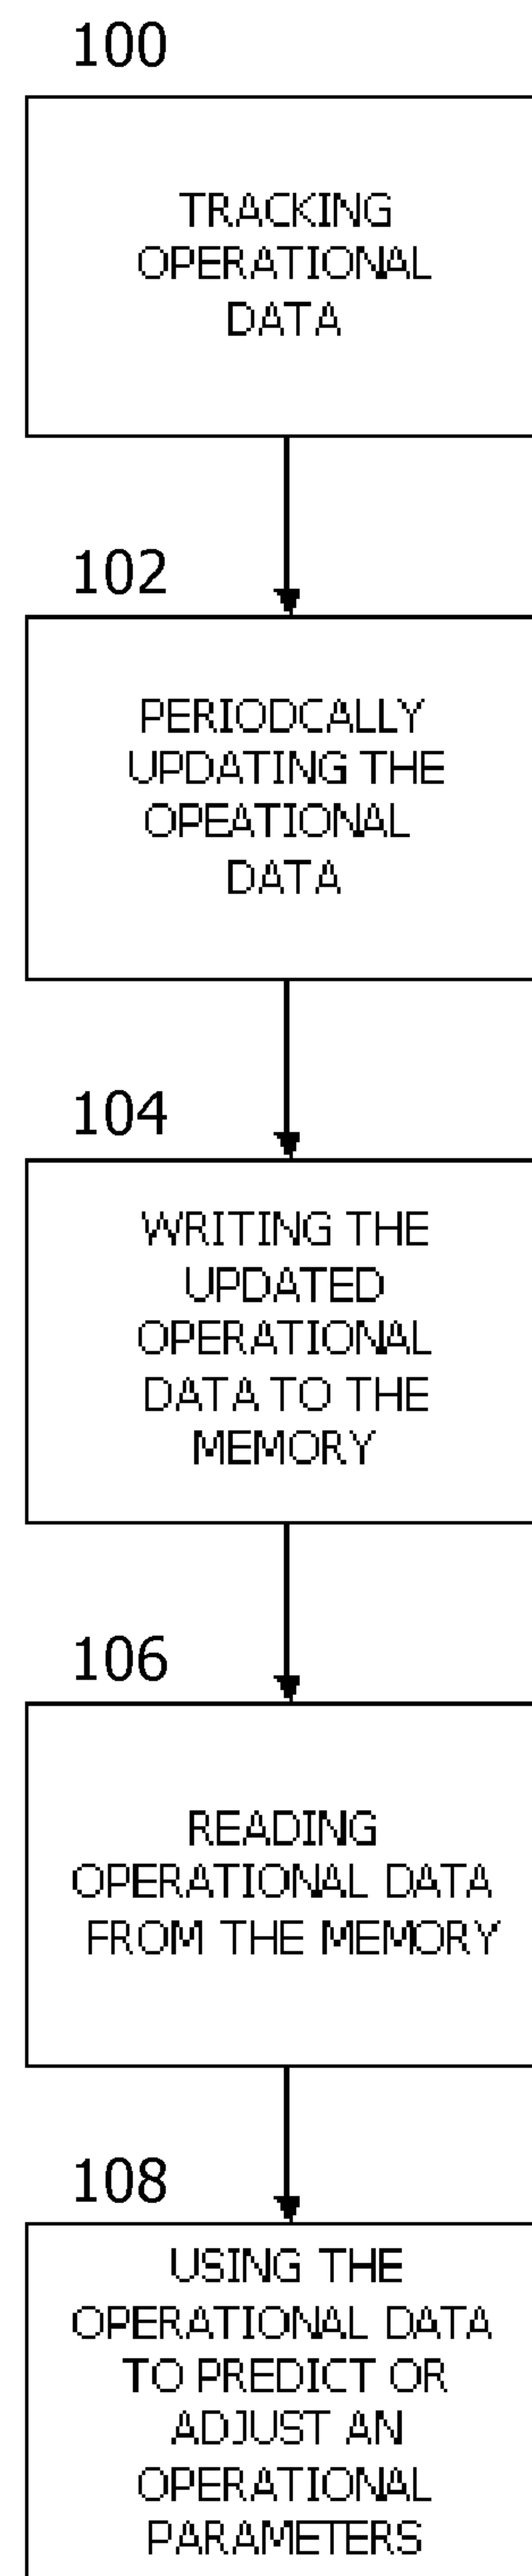 100
TRACKING
OPERATIONAL
DATA
102
PERIODCALLY
UPDATING THE
OPEATIONAL
DATA
104
WRITING THE
UPDATED
OPERATIONAL
DATA TO THE
MEMORY
106
READING
OPERATIONAL DATA
FROM THE MEMORY
108
USING THE
OPERATIONAL DATA
TO PREDICT OR
ADJUST AN
OPERATIONAL
PARAMETERS